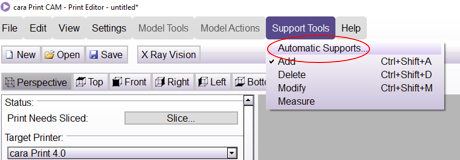 cara Print CAM - Print Editor - untitled*
File Edit View Settings Model Tools Model Actions Support Tools Help
New Open Save X Ray Vision
Automatic Supports...
Perspective Top Front Right Left
Add Ctrl+Shift+A
Delete Ctrl+Shift+D
Modify Ctrl+Shift+M
Measure
Status:
Print Needs Sliced: Slice...
Target Printer:
cara Print 4.0